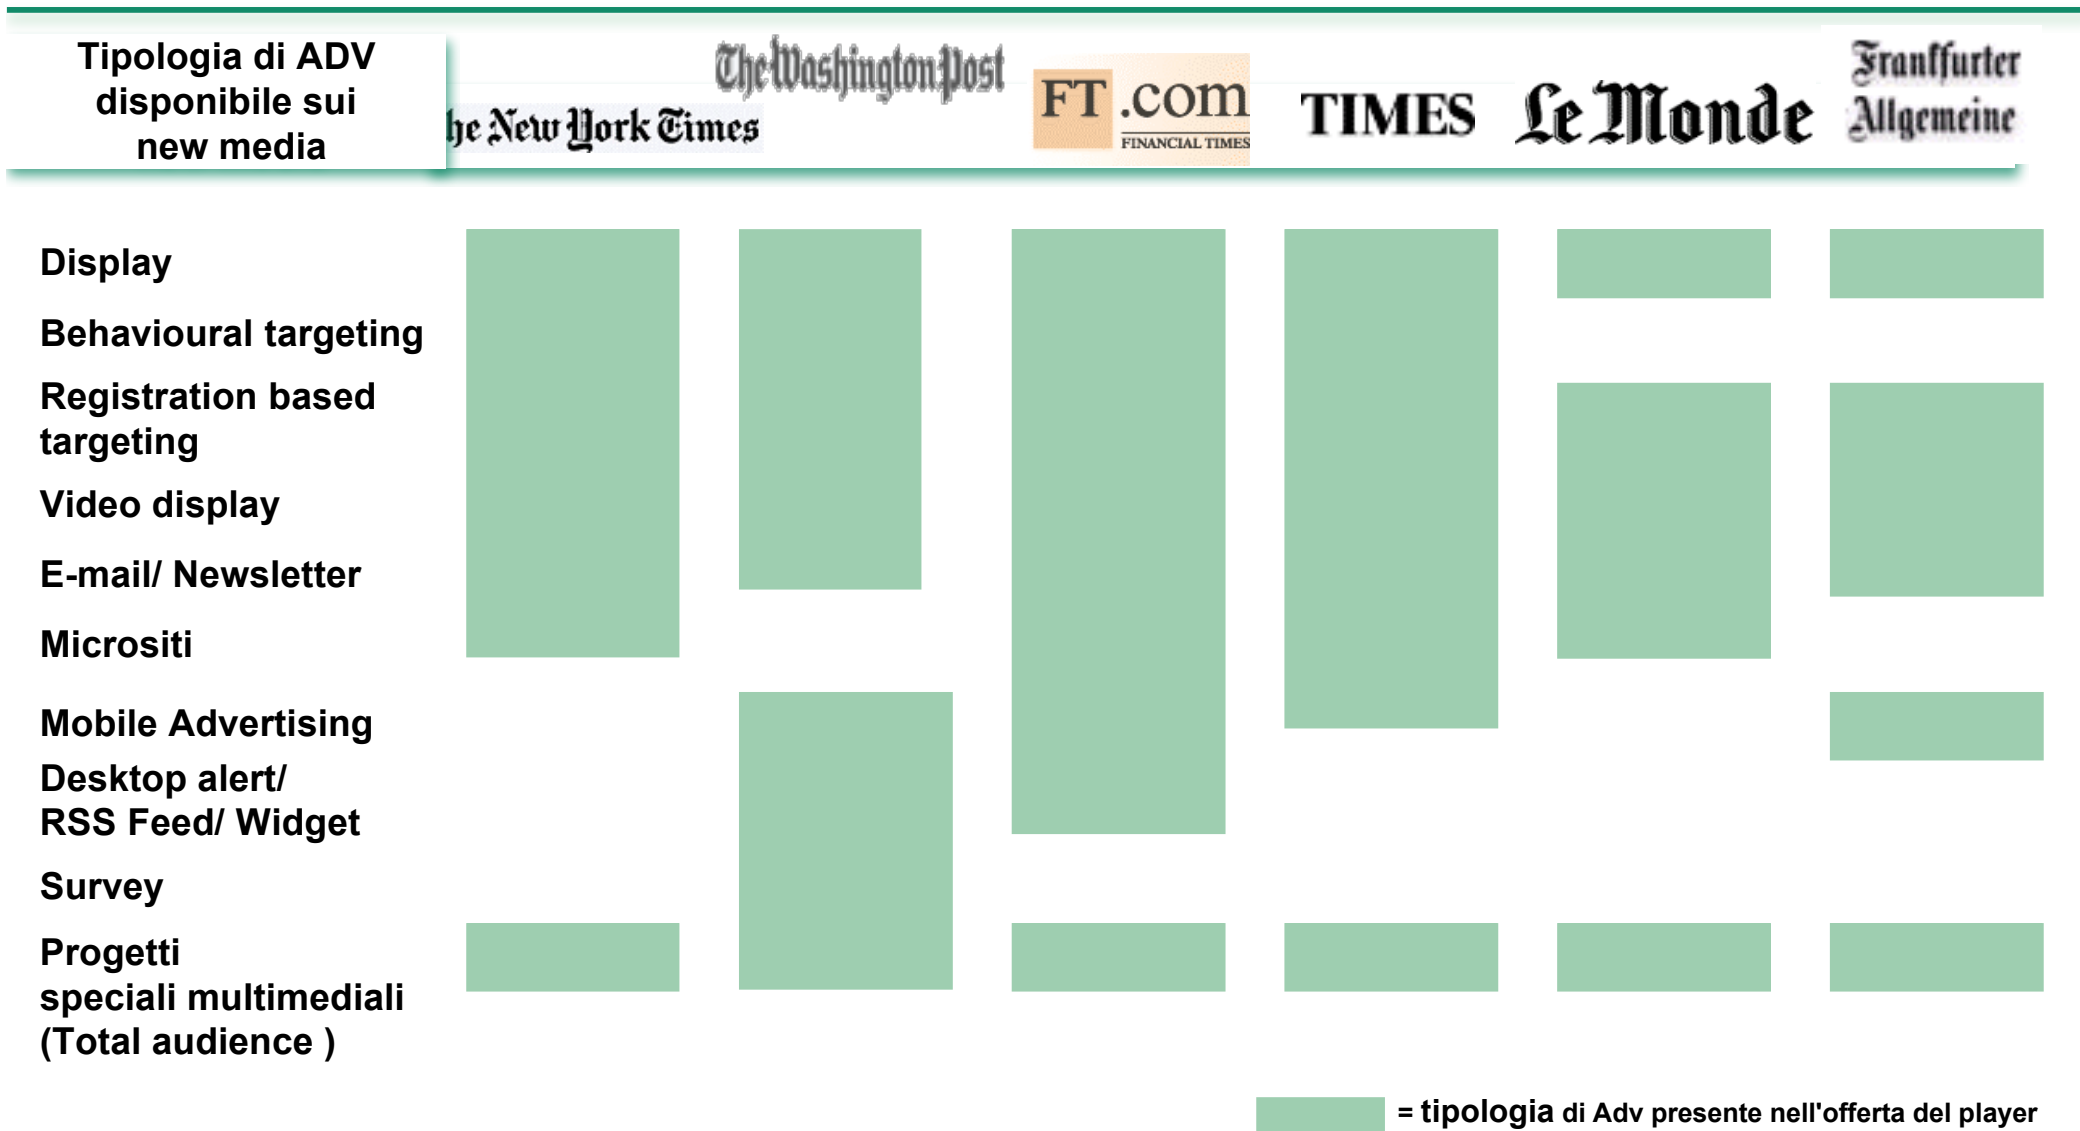 Tipologia di ADV
disponibile sui
new media
he New York Times
The Washington Post
FT.com
FINANCIAL TIMES
TIMES
Le Monde
Frankfurter
Allgemeine
Display
Behavioural targeting
Registration based
targeting
Video display
E-mail/ Newsletter
Micrositi
Mobile Advertising
Desktop alert/
RSS Feed/ Widget
Survey
Progetti
speciali multimediali
(Total audience )
= tipologia di Adv presente nell'offerta del player